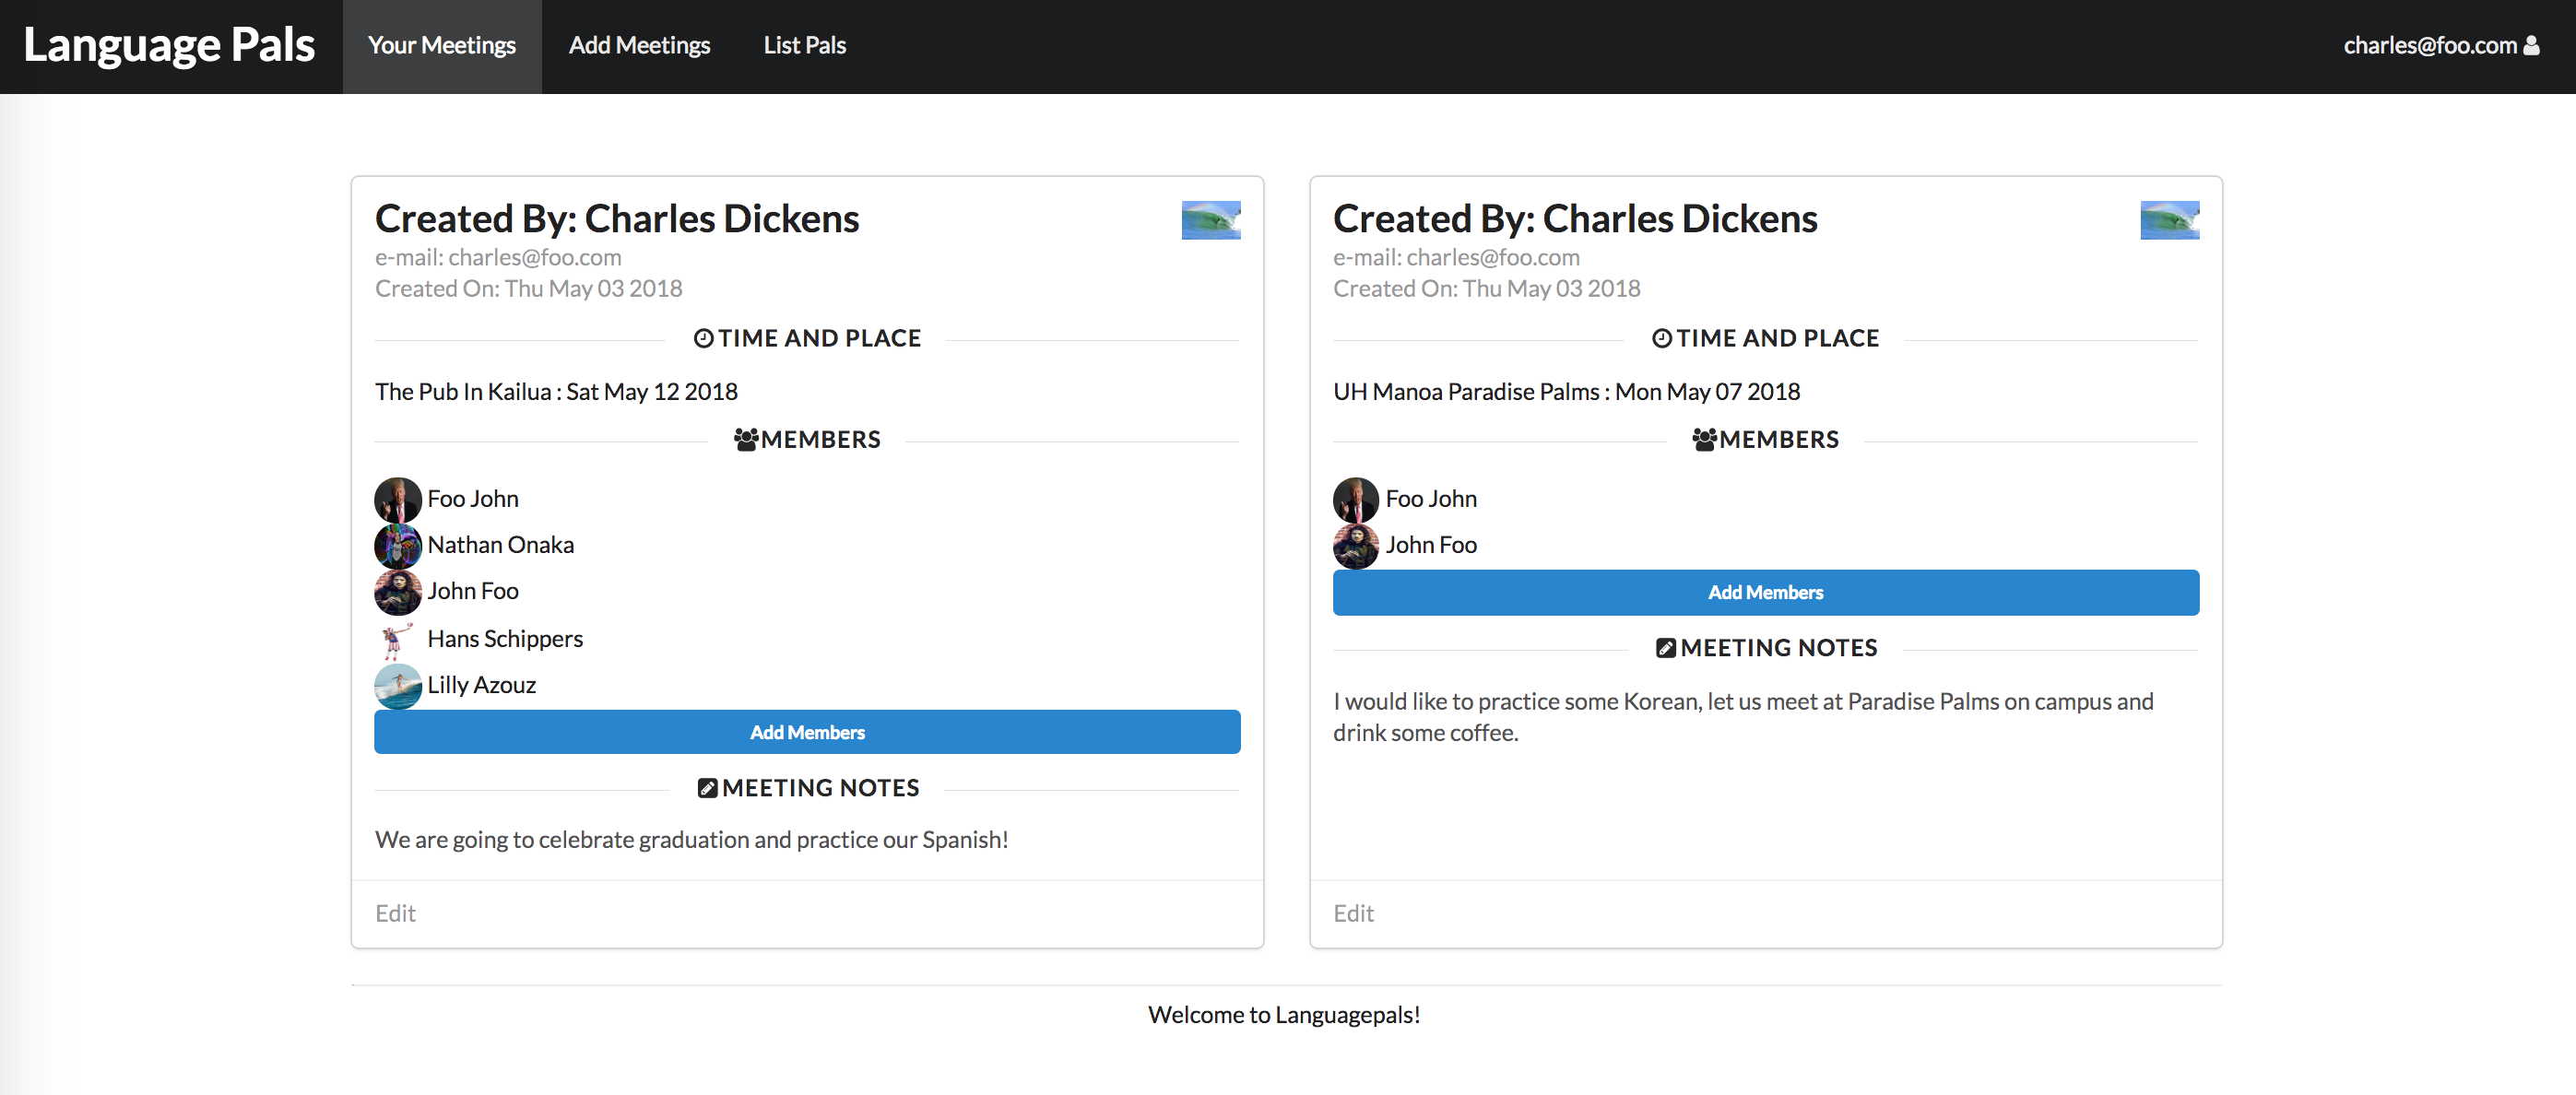 Language Pals
Your Meetings
Add Meetings
List Pals
charles@foo.com
Created By: Charles Dickens
e-mail: charles@foo.com
Created On: Thu May 03 2018
TIME AND PLACE
The Pub In Kailua : Sat May 12 2018
MEMBERS
Foo John
Nathan Onaka
John Foo
Hans Schippers
Lilly Azouz
Add Members
MEETING NOTES
We are going to celebrate graduation and practice our Spanish!
Edit
Created By: Charles Dickens
e-mail: charles@foo.com
Created On: Thu May 03 2018
TIME AND PLACE
UH Manoa Paradise Palms : Mon May 07 2018
MEMBERS
Foo John
John Foo
Add Members
MEETING NOTES
I would like to practice some Korean, let us meet at Paradise Palms on campus and
drink some coffee.
Edit
Welcome to Languagepals!